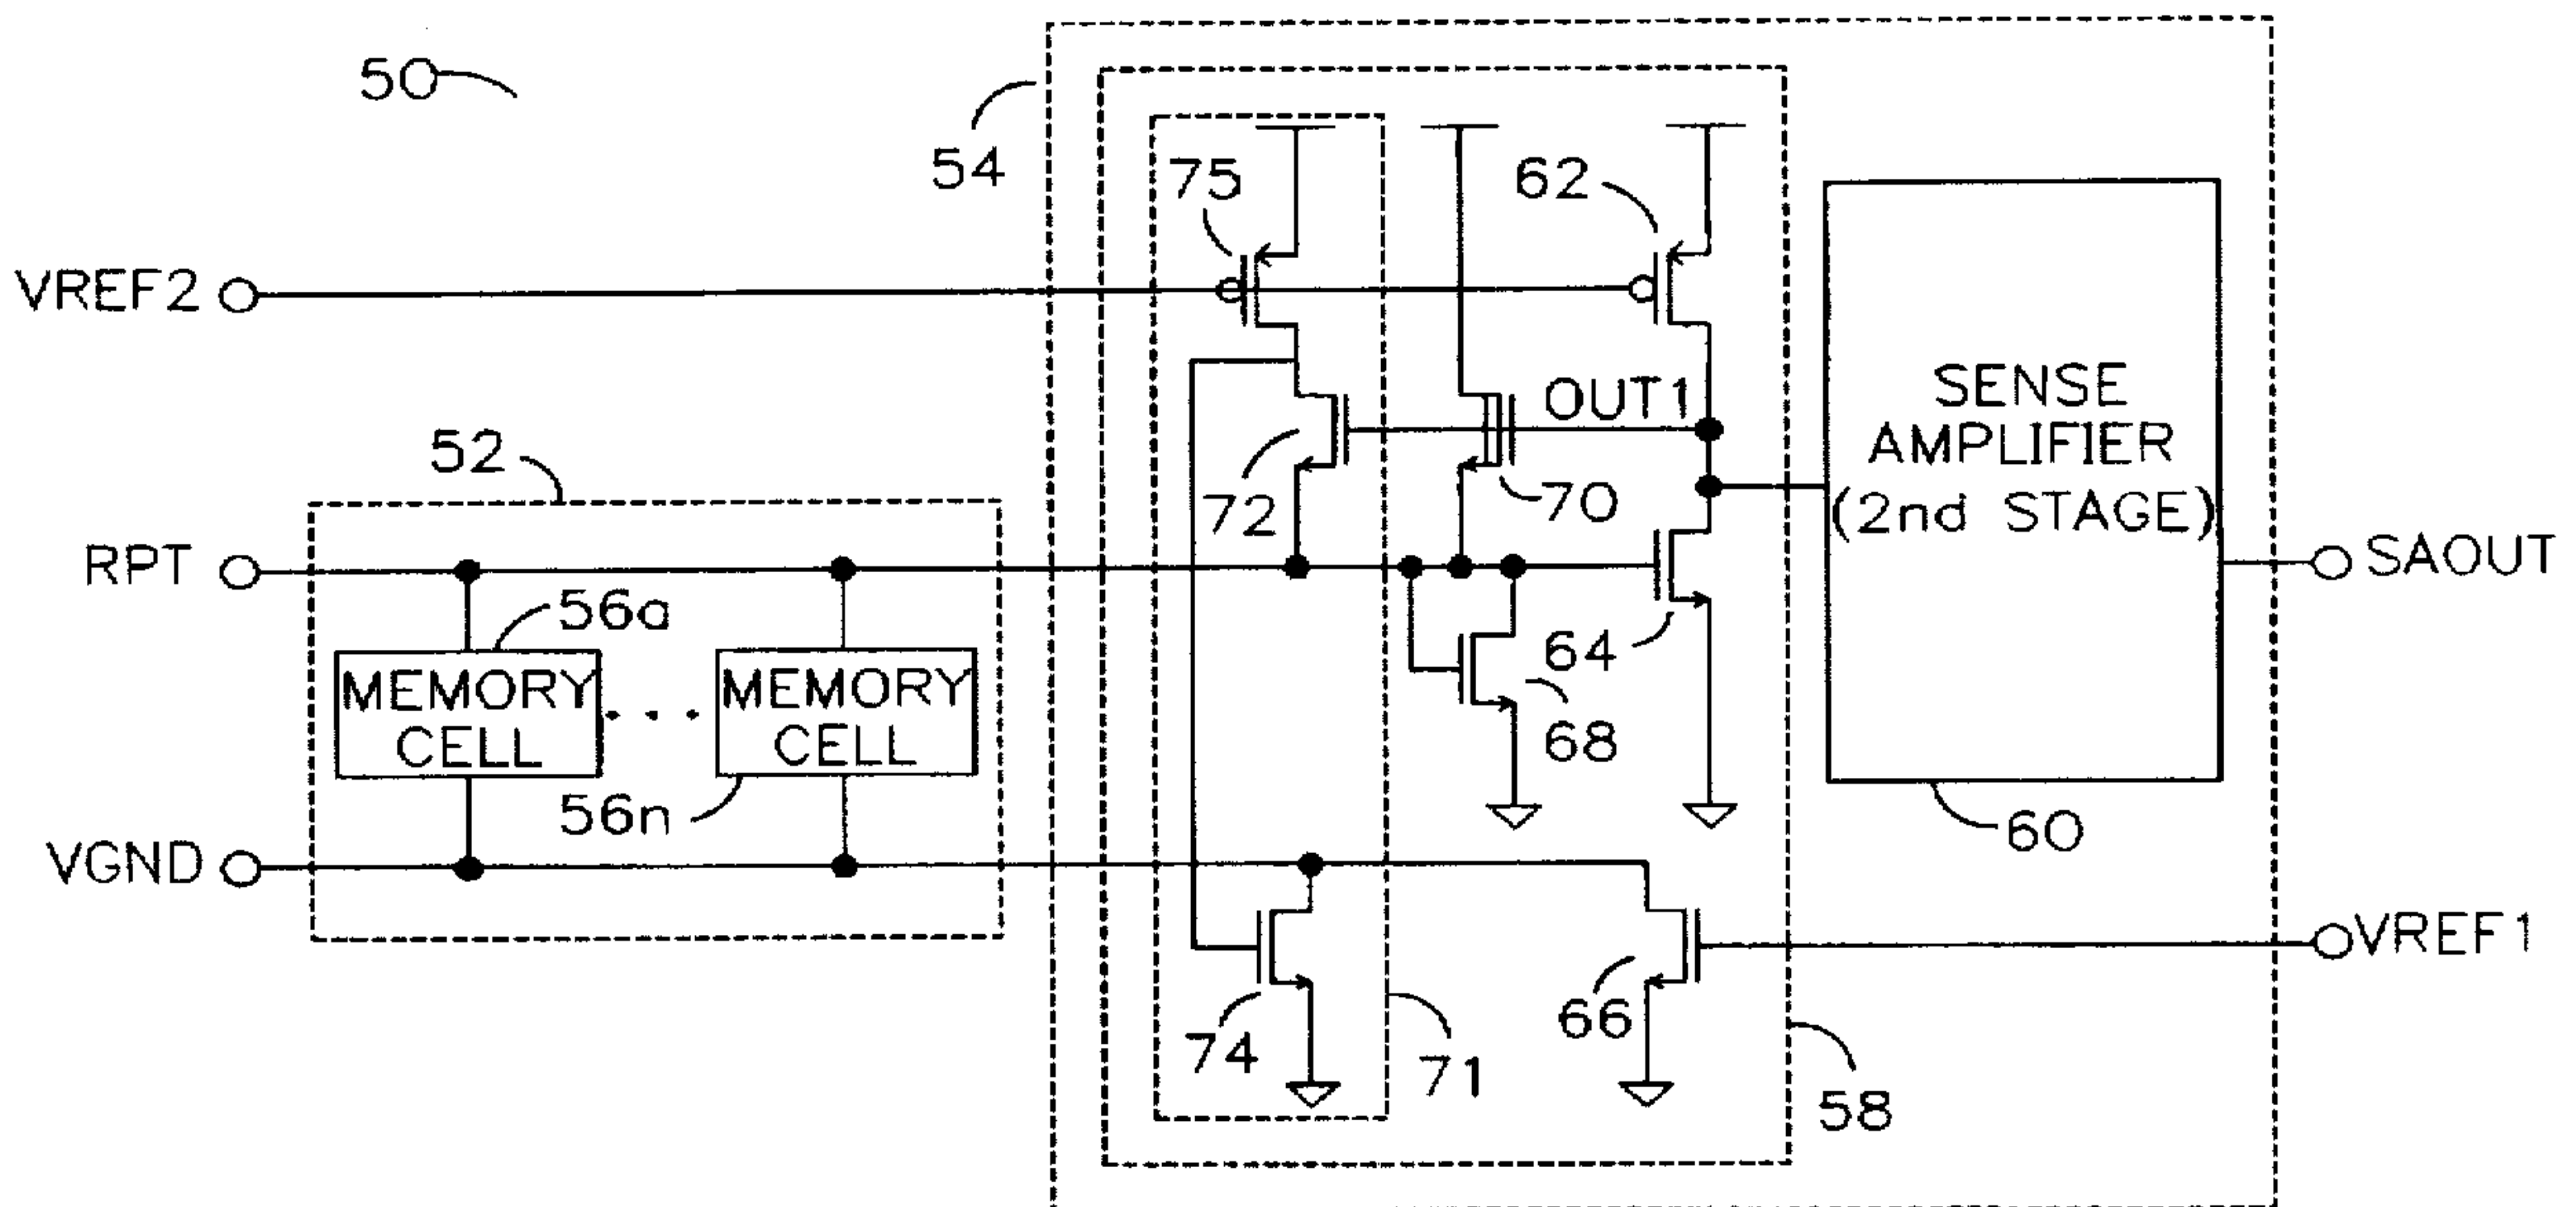 50
54
75
62
VREF2
OUT1
SENSE
AMPLIFIER
(2nd STAGE)
52
72
70
RPT
SAOUT
56a
64
MEMORY
CELL
. . .
MEMORY
CELL
68
56n
60
VGND
VREF1
66
74
71
58